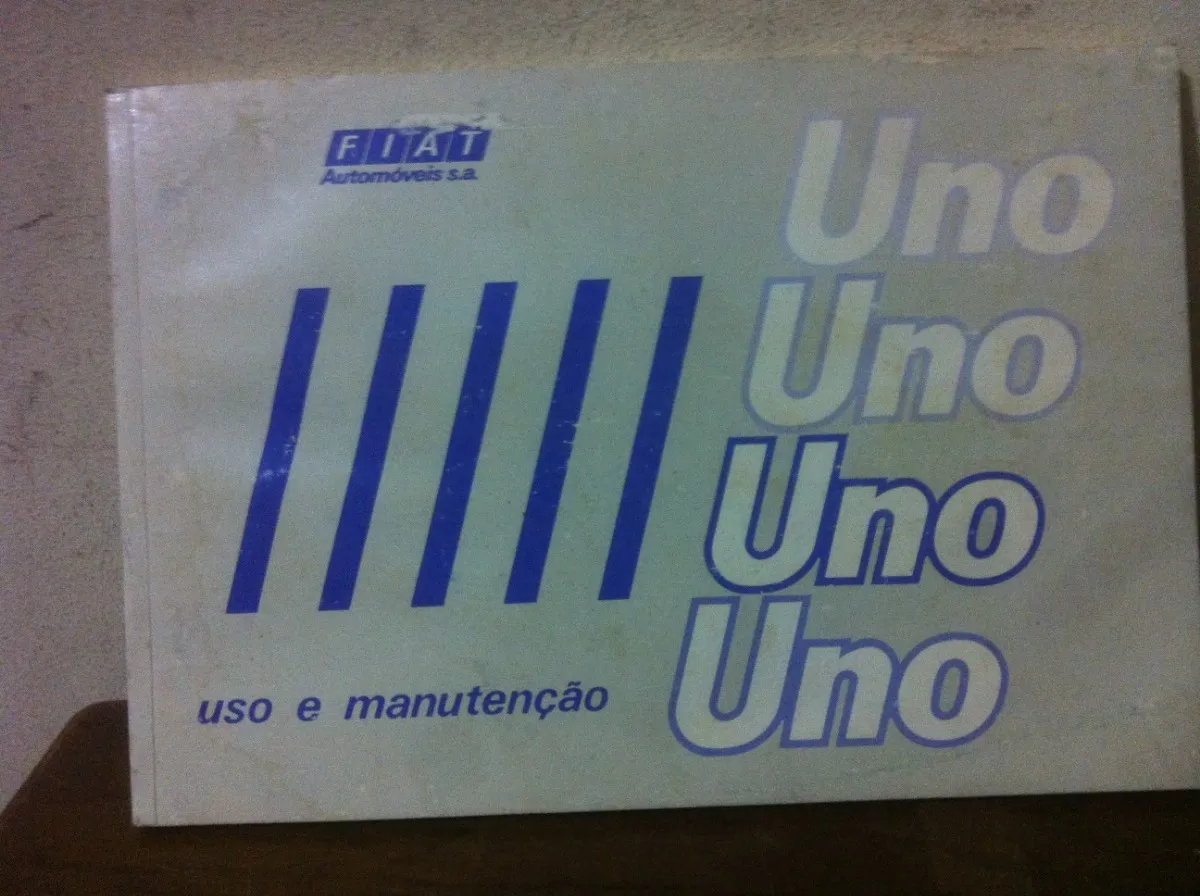 FIAT
Automóveis s.a.
Uno
Uno
Uno
Uno
uso e manutenção